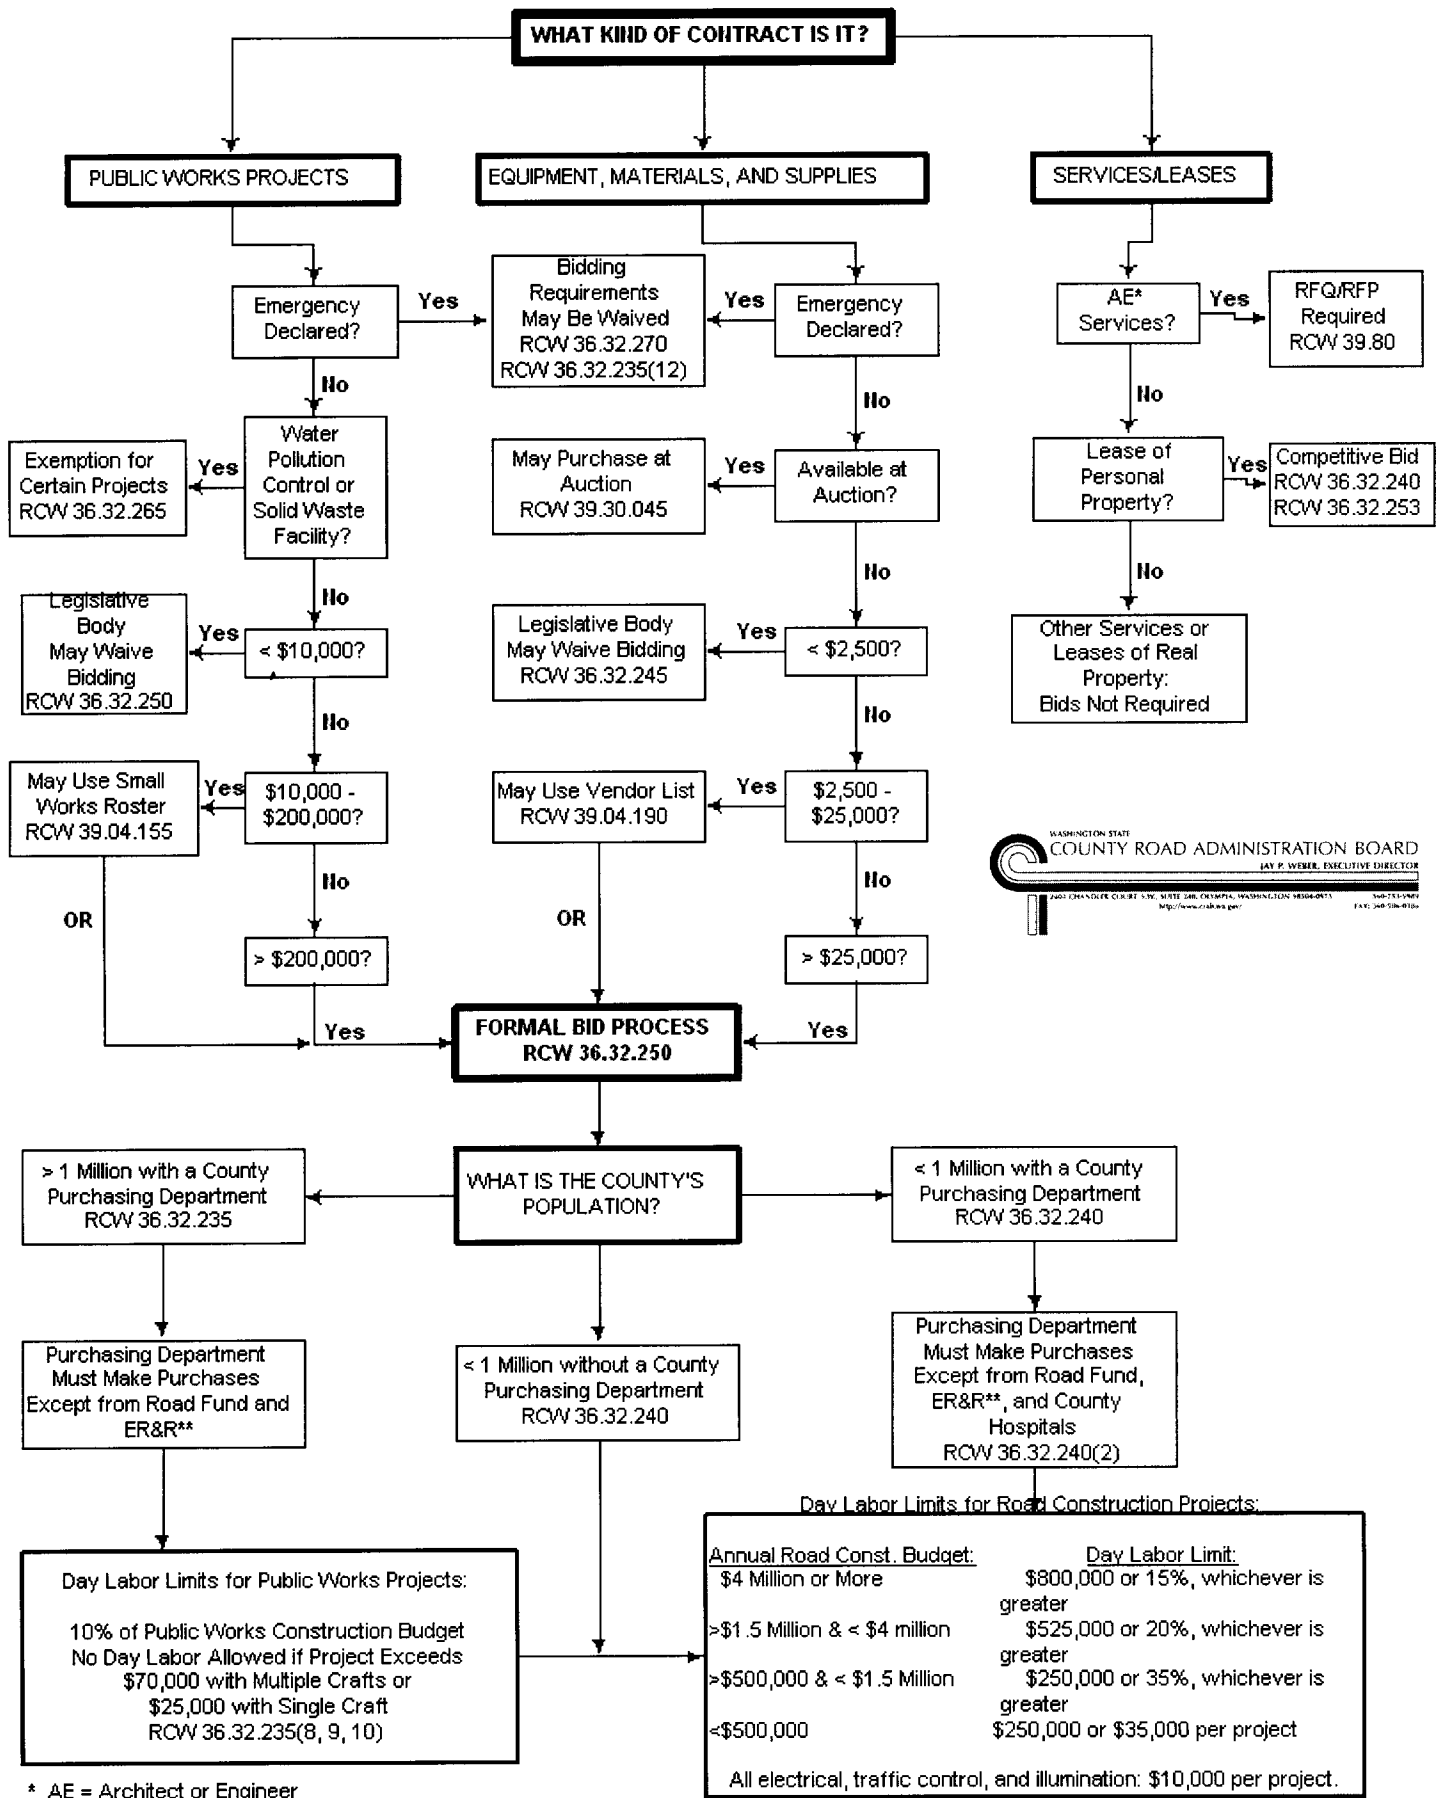 WHAT KIND OF CONTRACT IS IT?
PUBLIC WORKS PROJECTS
EQUIPMENT, MATERIALS, AND SUPPLIES
SERVICES/LEASES
Emergency
Declared?
Yes
Bidding
Requirements
May Be Waived
RCW 36.32.270
RCW 36.32.235(12)
Yes
Emergency
Declared?
AE*
Services?
Yes
RFQ/RFP
Required
RCW 39.80
No
No
No
Exemption for
Certain Projects
RCW 36.32.265
Yes
Water
Pollution
Control or
Solid Waste
Facility?
May Purchase at
Auction
RCW 39.30.045
Yes
Available at
Auction?
Lease of
Personal
Property?
Yes
Competitive Bid
RCW 36.32.240
RCW 36.32.253
No
No
No
Legislative
Body
May Waive
Bidding
RCW 36.32.250
Yes
< $10,000?
Legislative Body
May Waive Bidding
RCW 36.32.245
Yes
< $2,500?
Other Services or
Leases of Real
Property:
Bids Not Required
No
No
May Use Small
Works Roster
RCW 39.04.155
Yes
$10,000 -
$200,000?
May Use Vendor List
RCW 39.04.190
Yes
$2,500 -
$25,000?
WASHINGTON STATE
COUNTY ROAD ADMINISTRATION BOARD
JAY P. WEBER, EXECUTIVE DIRECTOR
CHANDLER COURT SW, SUITE 240, OLYMPIA, WASHINGTON
No
No
OR
OR
> $200,000?
> $25,000?
Yes
FORMAL BID PROCESS
RCW 36.32.250
Yes
> 1 Million with a County
Purchasing Department
RCW 36.32.235
WHAT IS THE COUNTY'S
POPULATION?
< 1 Million with a County
Purchasing Department
RCW 36.32.240
Purchasing Department
Must Make Purchases
Except from Road Fund and
ER&R**
< 1 Million without a County
Purchasing Department
RCW 36.32.240
Purchasing Department
Must Make Purchases
Except from Road Fund,
ER&R**, and County
Hospitals
RCW 36.32.240(2)
Day Labor Limits for Public Works Projects:
10% of Public Works Construction Budget
No Day Labor Allowed if Project Exceeds
$70,000 with Multiple Crafts or
$25,000 with Single Craft
RCW 36.32.235(8, 9, 10)
Day Labor Limits for Road Construction Projects:
Annual Road Const. Budget: Day Labor Limit:
$4 Million or More $800,000 or 15%, whichever is
greater
>$1.5 Million & < $4 million $525,000 or 20%, whichever is
greater
>$500,000 & < $1.5 Million $250,000 or 35%, whichever is
greater
<$500,000 $250,000 or $35,000 per project
All electrical, traffic control, and illumination: $10,000 per project.
* AE = Architect or Engineer